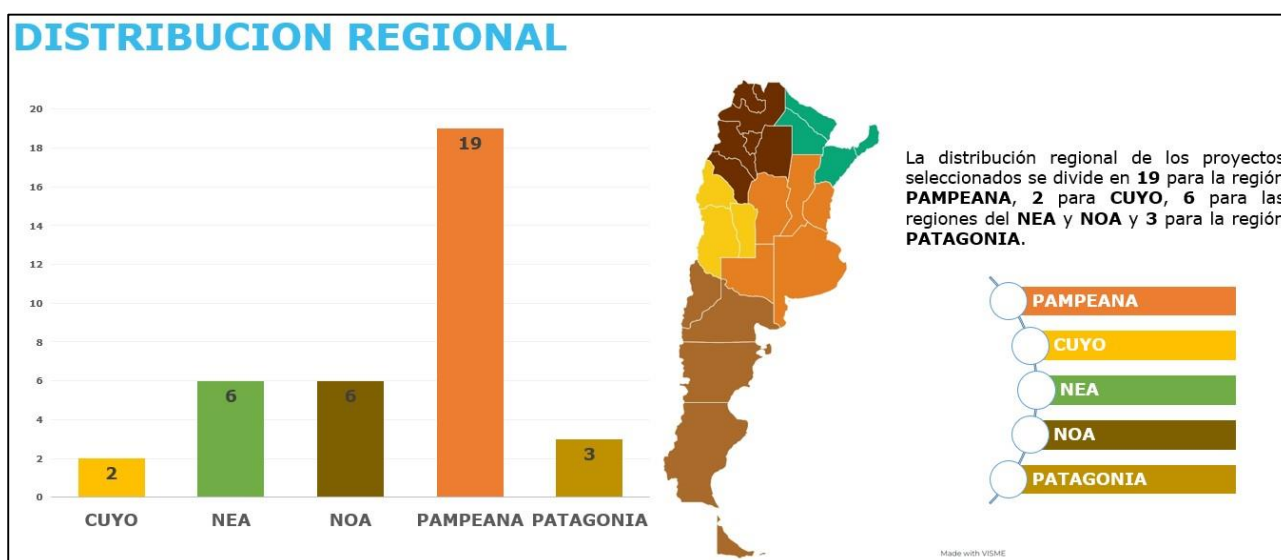 DISTRIBUCION REGIONAL
20
18
16
14
12
10
8
6
4
2
0
2
6
6
19
3
CUYO
NEA
NOA
PAMPEANA
PATAGONIA
La distribución regional de los proyectos
seleccionados se divide en 19 para la región
PAMPEANA, 2 para CUYO, 6 para las
regiones del NEA y NOA y 3 para la región
PATAGONIA.
PAMPEANA
CUYO
NEA
NOA
PATAGONIA
Made with VISME